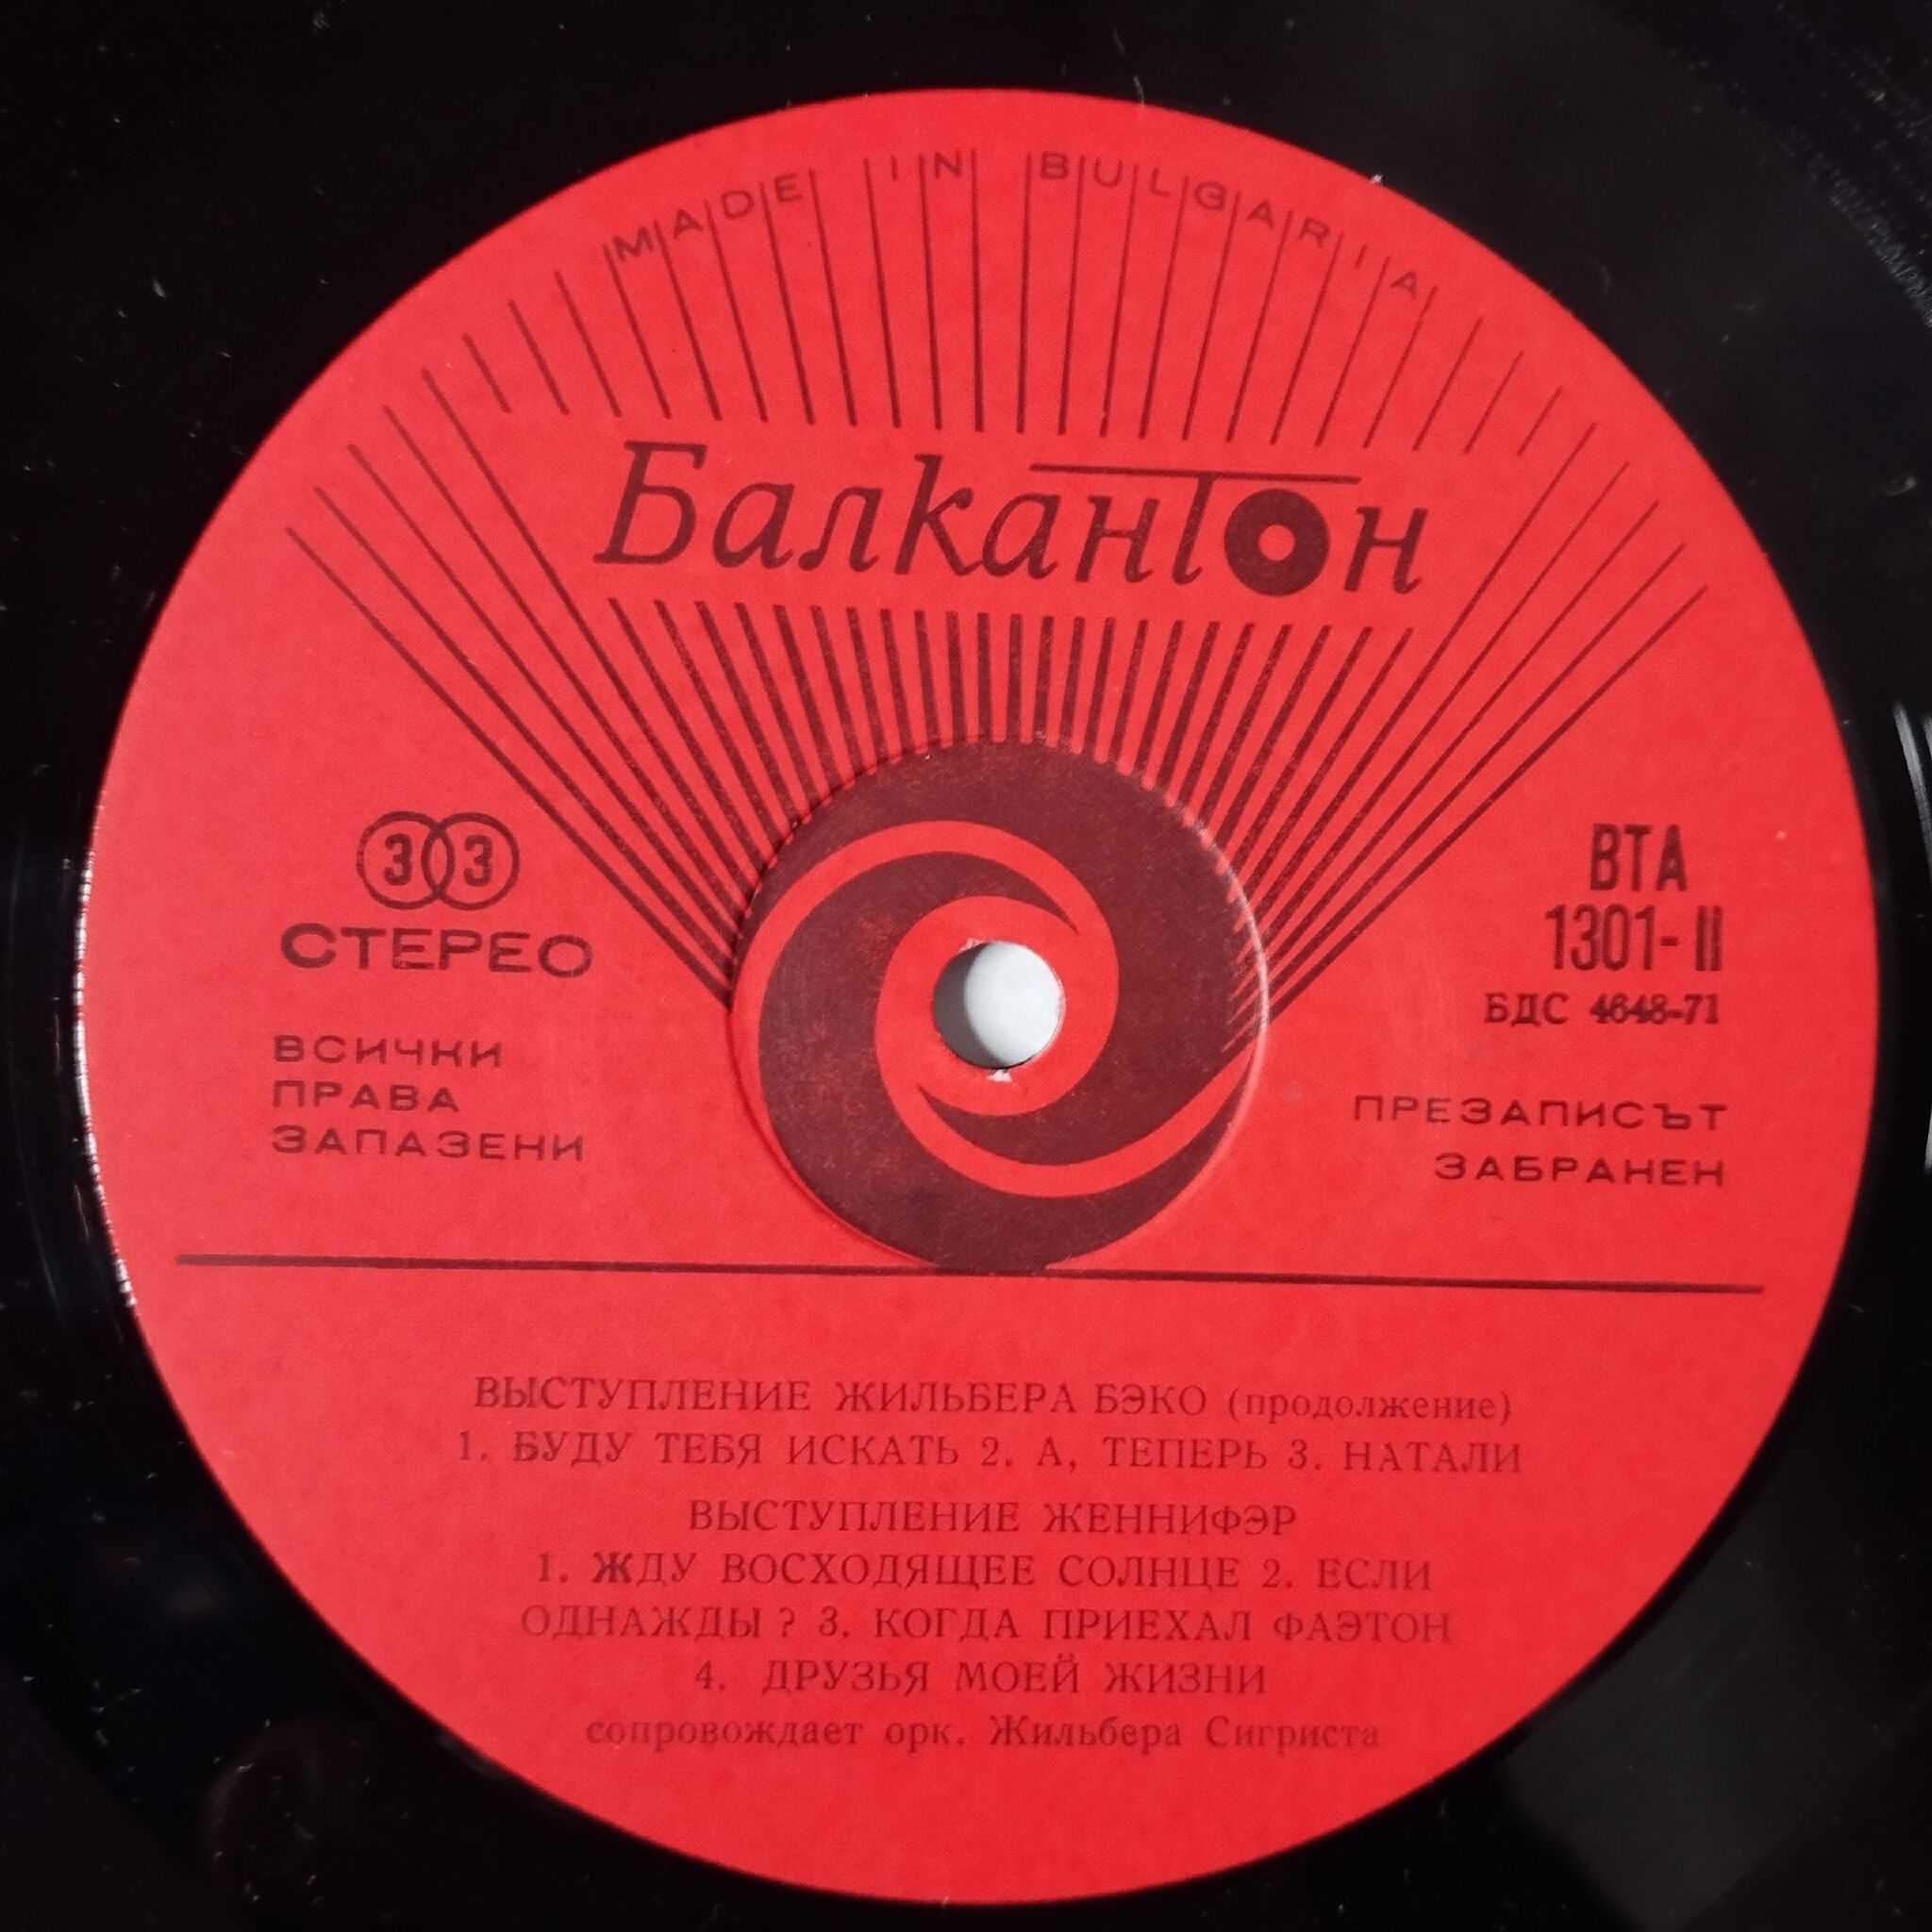 MADE IN BULGARIA
Балкантон
33
СТЕРЕО
ВСИЧКИ
ПРАВА
ЗАПАЗЕНИ
ВТА
1301-II
БДС 4648-71
ПРЕЗАПИСЪТ
ЗАБРАНЕН
ВЫСТУПЛЕНИЕ ЖИЛЬБЕРА БЭКО (продолжение)
1. БУДУ ТЕБЯ ИСКАТЬ 2. А, ТЕПЕРЬ 3. НАТАЛИ
ВЫСТУПЛЕНИЕ ЖЕННИФЭР
1. ЖДУ ВОСХОДЯЩЕЕ СОЛНЦЕ 2. ЕСЛИ
ОДНАЖДЫ ? 3. КОГДА ПРИЕХАЛ ФАЭТОН
4. ДРУЗЬЯ МОЕЙ ЖИЗНИ
сопровождает орк. Жильбера Сигриста